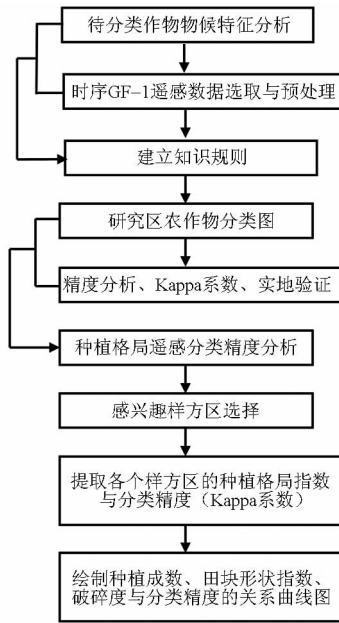 待分类作物物候特征分析
时序GF-1遥感数据选取与预处理
建立知识规则
研究区农作物分类图
精度分析、Kappa系数、实地验证
种植格局遥感分类精度分析
感兴趣样方区选择
提取各个样方区的种植格局指数
与分类精度（Kappa系数）
绘制种植成数、田块形状指数、
破碎度与分类精度的关系曲线图